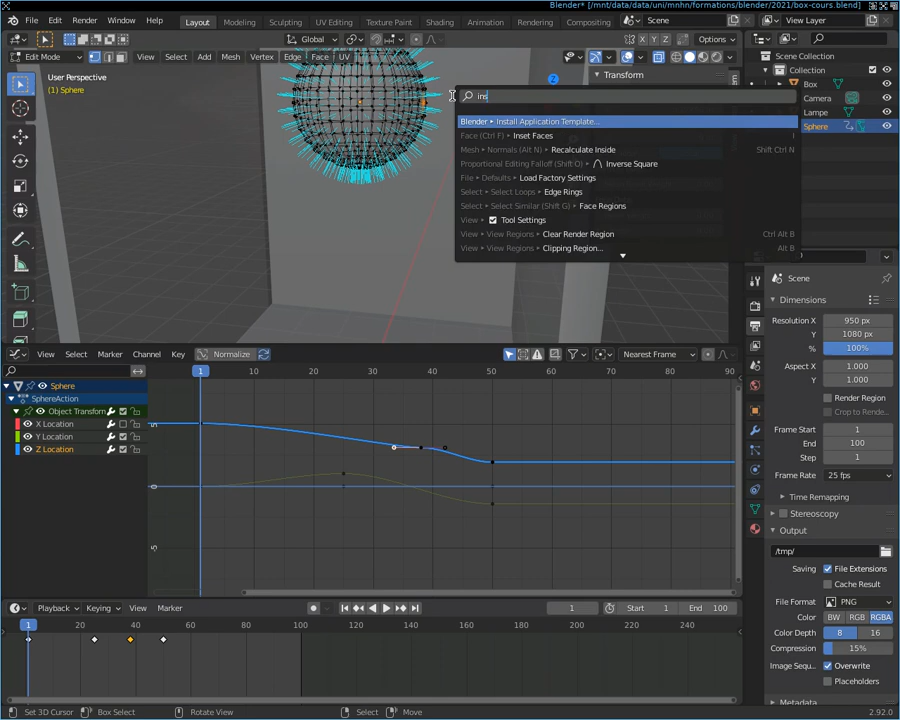 Blender* [/mnt/data/data/uni/mnhn/formations/blender/2021/box-cours.blend]
File Edit Render Window Help Layout Modeling Sculpting UV Editing Texture Paint Shading Animation Rendering Compositing Scene View Layer
Global X Y Z Options
Edit Mode View Select Add Mesh Vertex Edge Face UV
User Perspective
(1) Sphere
Transform
ins
Blender ▸ Install Application Template...
Face (Ctrl F) ▸ Inset Faces I
Mesh ▸ Normals (Alt N) ▸ Recalculate Inside Shift Ctrl N
Proportional Editing Falloff (Shift O) ▸ Inverse Square
File ▸ Defaults ▸ Load Factory Settings
Select ▸ Select Loops ▸ Edge Rings
Select ▸ Select Similar (Shift G) ▸ Face Regions
View ▸ Tool Settings
View ▸ View Regions ▸ Clear Render Region Ctrl Alt B
View ▸ View Regions ▸ Clipping Region... Alt B
Scene Collection
Collection
Box
Camera
Lampe
Sphere
Scene
Dimensions
Resolution X 950 px
Y 1080 px
% 100%
Aspect X 1.000
Y 1.000
Render Region
Crop to Rende...
Frame Start 1
End 100
Step 1
Frame Rate 25 fps
Time Remapping
Stereoscopy
Output
/tmp/
Saving File Extensions
Cache Result
File Format PNG
Color BW RGB RGBA
Color Depth 8 16
Compression 15%
Image Sequ... Overwrite
Placeholders
Metadata
View Select Marker Channel Key Normalize Nearest Frame
1 10 20 30 40 50 60 70 80 90
Sphere
SphereAction
Object Transform
X Location
Y Location
Z Location
5
0
-5
Playback Keying View Marker 1 Start 1 End 100
1 20 40 60 80 100 120 140 160 180 200 220 240
Set 3D Cursor Box Select Rotate View Select Move 2.92.0